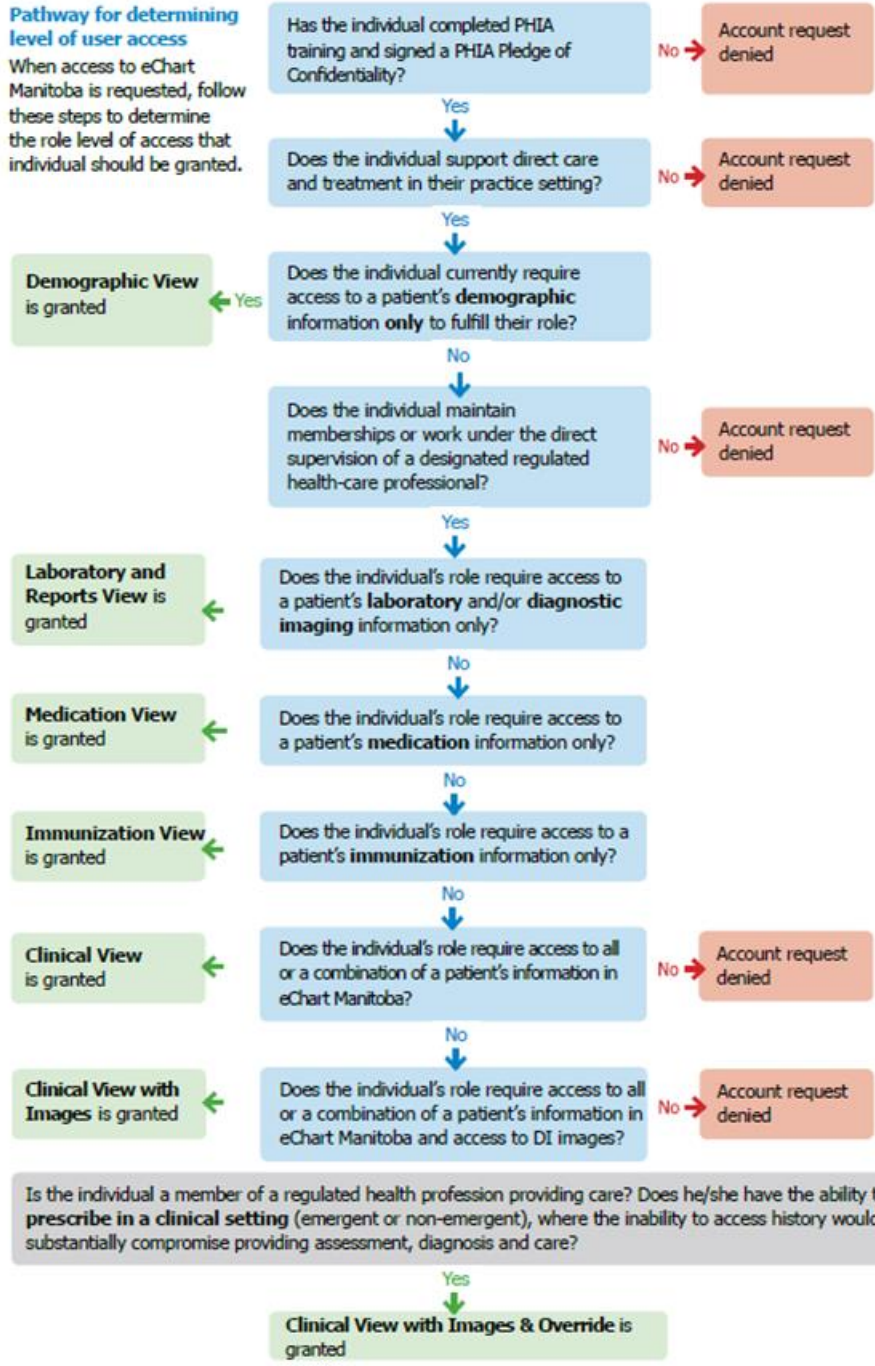 Pathway for determining
level of user access
When access to eChart
Manitoba is requested, follow
these steps to determine
the role level of access that
individual should be granted.
Has the individual completed PHIA
training and signed a PHIA Pledge of
Confidentiality?
No
Account request
denied
Yes
Does the individual support direct care
and treatment in their practice setting?
No
Account request
denied
Yes
Does the individual currently require
access to a patient's demographic
information only to fulfill their role?
Yes
Demographic View
is granted
No
Does the individual maintain
memberships or work under the direct
supervision of a designated regulated
health-care professional?
No
Account request
denied
Yes
Does the individual's role require access to
a patient's laboratory and/or diagnostic
imaging information only?
Laboratory and
Reports View is
granted
No
Does the individual's role require access to
a patient's medication information only?
Medication View
is granted
No
Does the individual's role require access to a
patient's immunization information only?
Immunization View
is granted
No
Does the individual's role require access to all
or a combination of a patient's information in
eChart Manitoba?
Clinical View
is granted
No
Account request
denied
No
Does the individual's role require access to all
or a combination of a patient's information in
eChart Manitoba and access to DI images?
Clinical View with
Images is granted
No
Account request
denied
Is the individual a member of a regulated health profession providing care? Does he/she have the ability t
prescribe in a clinical setting (emergent or non-emergent), where the inability to access history would
substantially compromise providing assessment, diagnosis and care?
Yes
Clinical View with Images & Override is
granted